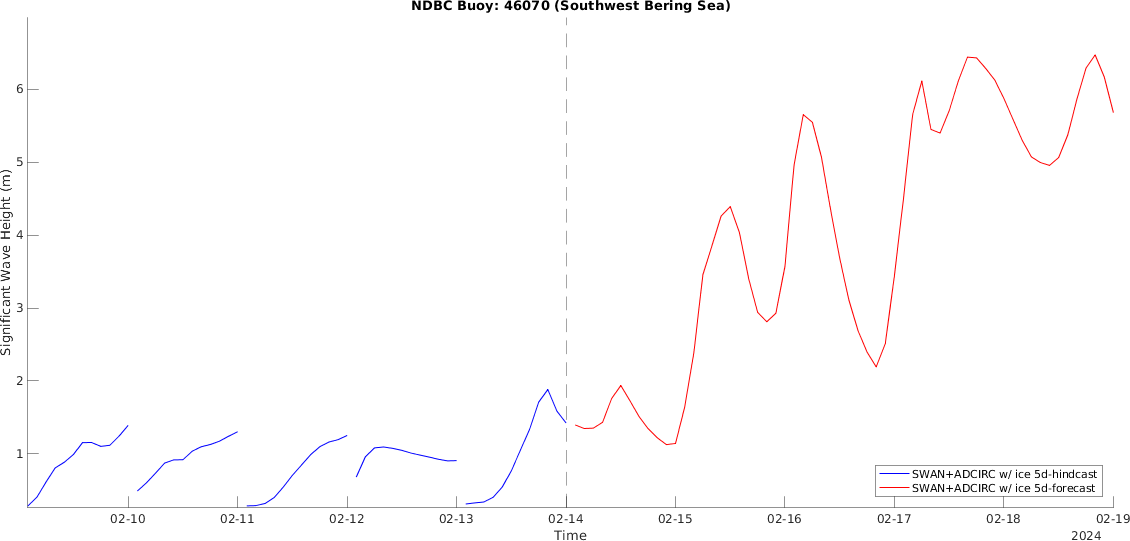 NDBC Buoy: 46070 (Southwest Bering Sea)
Significant Wave Height (m)
6
5
4
3
2
1
SWAN+ADCIRC w/ ice 5d-hindcast
SWAN+ADCIRC w/ ice 5d-forecast
02-10 02-11 02-12 02-13 02-14 02-15 02-16 02-17 02-18 02-19
Time
2024